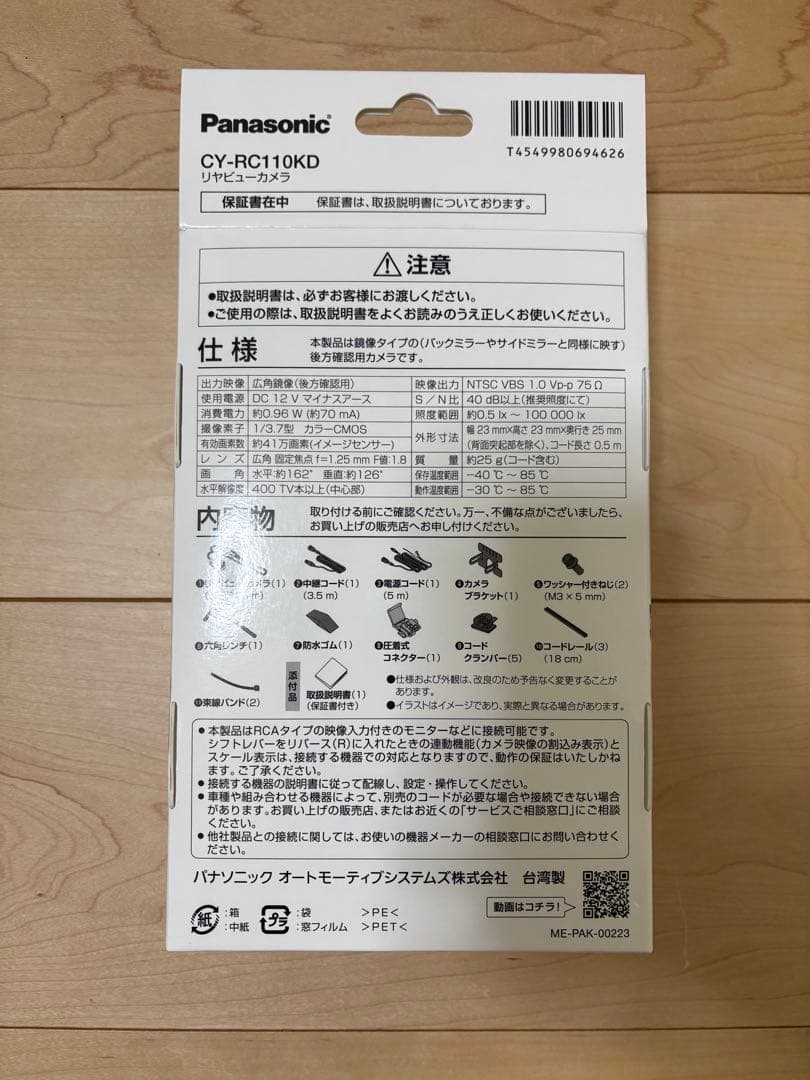 Panasonic
CY-RC110KD
リヤビューカメラ
T4549980694626
保証書在中 保証書は、取扱説明書についております。
⚠注意
●取扱説明書は、必ずお客様にお渡しください。
●ご使用の際は、取扱説明書をよくお読みのうえ正しくお使いください。
仕様 本製品は鏡像タイプの(バックミラーやサイドミラーと同様に映す)
後方確認用カメラです。
出力映像 広角鏡像(後方確認用) 映像出力 NTSC VBS 1.0 Vp-p 75 Ω
使用電源 DC 12 V マイナスアース S/N比 40 dB以上(推奨照度にて)
消費電力 約0.96 W (約70 mA) 照度範囲 約0.5 lx ~ 100 000 lx
撮像素子 1/3.7型 カラーCMOS 外形寸法 幅 23 mm×高さ 23 mm×奥行き 25 mm
有効画素数 約41万画素(イメージセンサー) (背面突起部を除く)、コード長さ 0.5 m
レンズ 広角 固定焦点 f=1.25 mm F値:1.8 質量 約25 g(コード含む)
画角 水平:約162° 垂直:約126° 保存温度範囲 -40 ℃ ~ 85 ℃
水平解像度 400 TV本以上(中心部) 動作温度範囲 -30 ℃ ~ 85 ℃
内容物 取り付ける前にご確認ください。万一、不備な点がございましたら、
お買い上げの販売店へお申し付けください。
メラ(1) ❷中継コード(1) ❸電源コード(1) ❹カメラ ❺ワッシャー付きねじ(2)
(3.5 m) (5 m) ブラケット(1) (M3 × 5 mm)
❻六角レンチ(1) ❼防水ゴム(1) ❽圧着式 ❾コード ❿コードレール(3)
コネクター(1) クランパー(5) (18 cm)
⓫束線バンド(2) 添付品 取扱説明書(1)
(保証書付き)
●仕様および外観は、改良のため予告なく変更することが
あります。
●イラストはイメージであり、実際と異なる場合があります。
●本製品はRCAタイプの映像入力付きのモニターなどに接続可能です。
シフトレバーをリバース(R)に入れたときの連動機能(カメラ映像の割込み表示)と
スケール表示は、接続する機器での対応となりますので、動作の保証はいたしかね
ます。ご了承ください。
●接続する機器の説明書に従って配線し、設定・操作してください。
●車種や組み合わせる機器によって、別売のコードが必要な場合や接続できない場合
があります。お買い上げの販売店、またはお近くの「サービスご相談窓口」にご相談
ください。
●他社製品との接続に関しては、お使いの機器メーカーの相談窓口にお問い合わせく
ださい。
パナソニック オートモーティブシステムズ株式会社 台湾製
紙 :箱 プラ :袋 >PE<
:中紙 :窓フィルム >PET<
動画はコチラ!
ME-PAK-00223